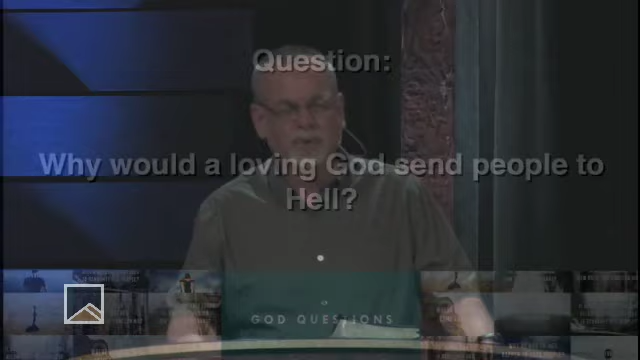 Question:
Why would a loving God send people to
Hell?
GOD QUESTIONS